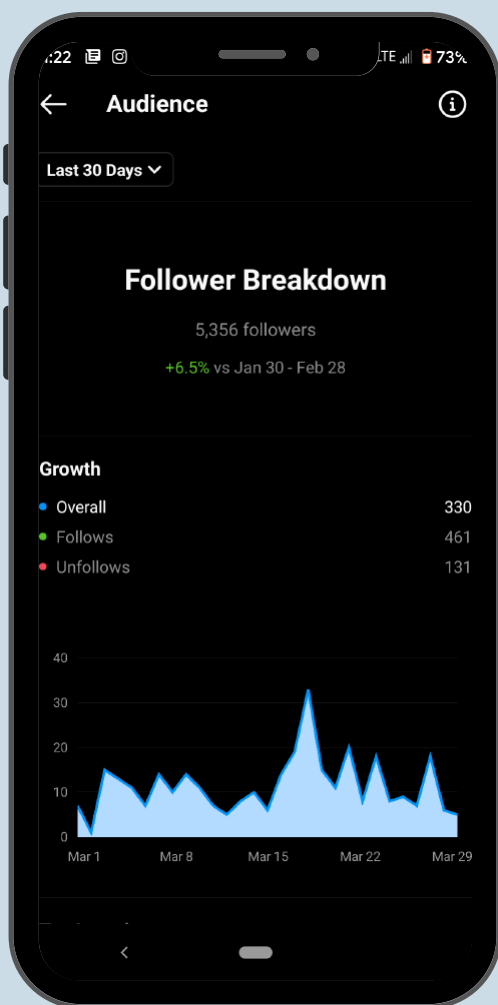 :22
LTE 73%
Audience
Last 30 Days
Follower Breakdown
5,356 followers
+6.5% vs Jan 30 - Feb 28
Growth
Overall 330
Follows 461
Unfollows 131
40
30
20
10
0
Mar 1 Mar 8 Mar 15 Mar 22 Mar 29